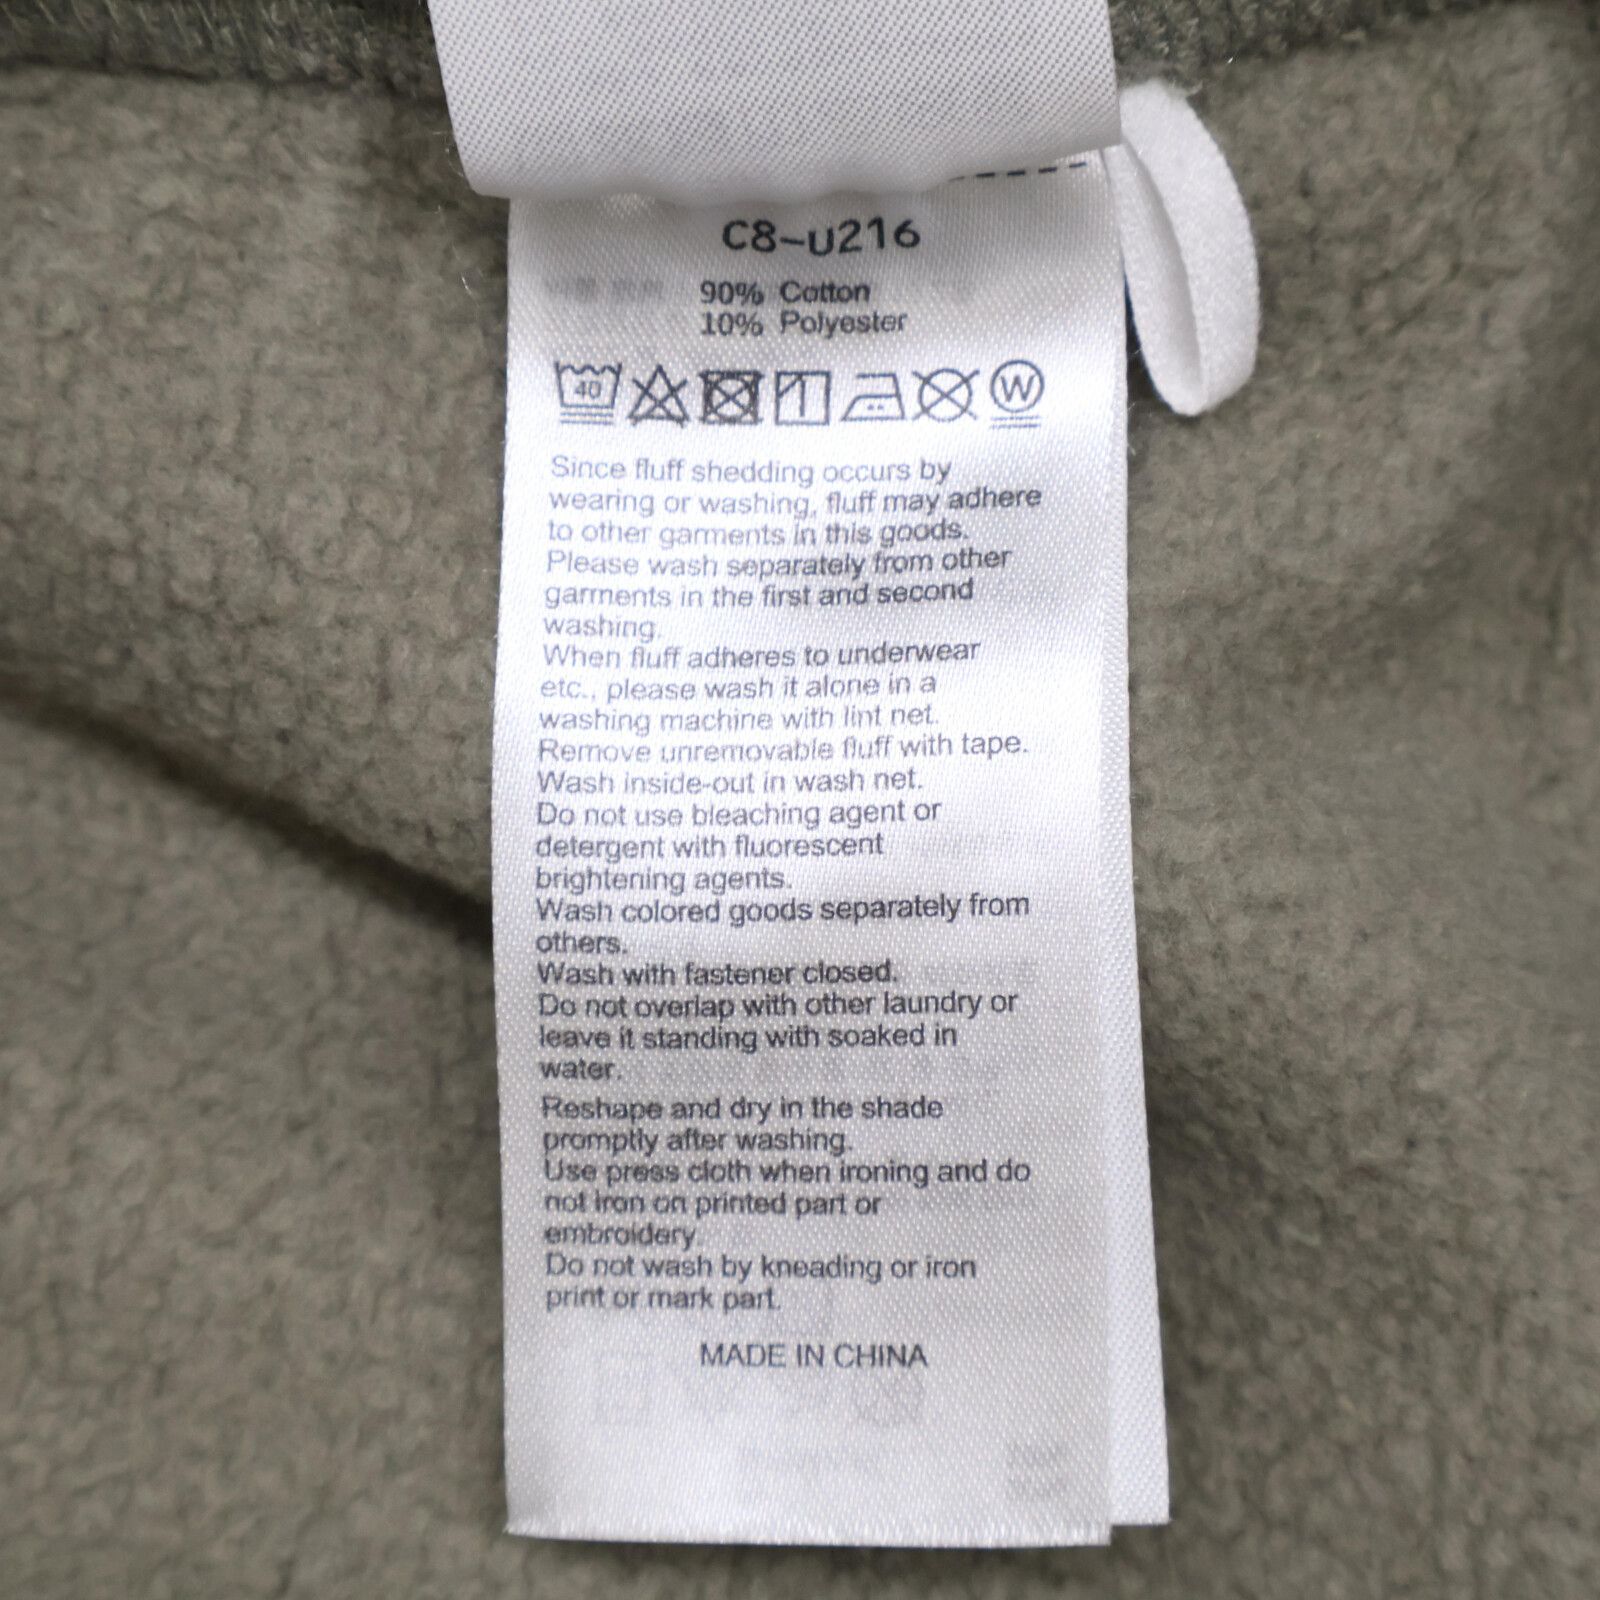 C8-U216
90% Cotton
10% Polyester
40
W
Since fluff shedding occurs by
wearing or washing, fluff may adhere
to other garments in this goods.
Please wash separately from other
garments in the first and second
washing.
When fluff adheres to underwear
etc., please wash it alone in a
washing machine with lint net.
Remove unremovable fluff with tape.
Wash inside-out in wash net.
Do not use bleaching agent or
detergent with fluorescent
brightening agents.
Wash colored goods separately from
others.
Wash with fastener closed.
Do not overlap with other laundry or
leave it standing with soaked in
water.
Reshape and dry in the shade
promptly after washing.
Use press cloth when ironing and do
not iron on printed part or
embroidery.
Do not wash by kneading or iron
print or mark part.
MADE IN CHINA